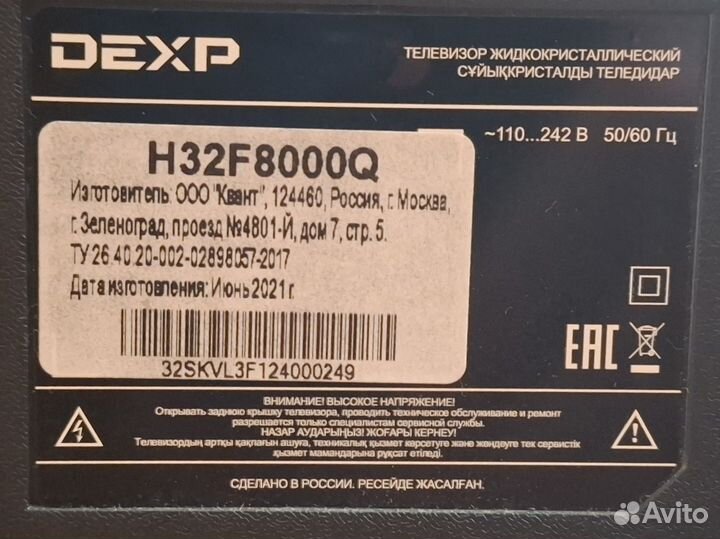 DEXP
ТЕЛЕВИЗОР ЖИДКОКРИСТАЛЛИЧЕСКИЙ
СҰЙЫҚКРИСТАЛДЫ ТЕЛЕДИДАР
~110...242 В 50/60 Гц
H32F8000Q
Изготовитель: ООО "Квант", 124460, Россия, г. Москва,
г. Зеленоград, проезд №4801-Й, дом 7, стр. 5.
ТУ 26.40.20-002-02898057-2017
Дата изготовления: Июнь 2021 г.
32SKVL3F124000249
EAC
ВНИМАНИЕ! ВЫСОКОЕ НАПРЯЖЕНИЕ!
Открывать заднюю крышку телевизора, проводить техническое обслуживание и ремонт
разрешается только специалистам сервисной службы.
НАЗАР АУДАРЫҢЫЗ! ЖОҒАРЫ КЕРНЕУ!
Телевизордың артқы қақпағын ашуға, техникалық қызмет көрсетуге және жөндеуге тек сервистік
қызмет мамандарына рұқсат етіледі.
СДЕЛАНО В РОССИИ. РЕСЕЙДЕ ЖАСАЛҒАН.
Avito